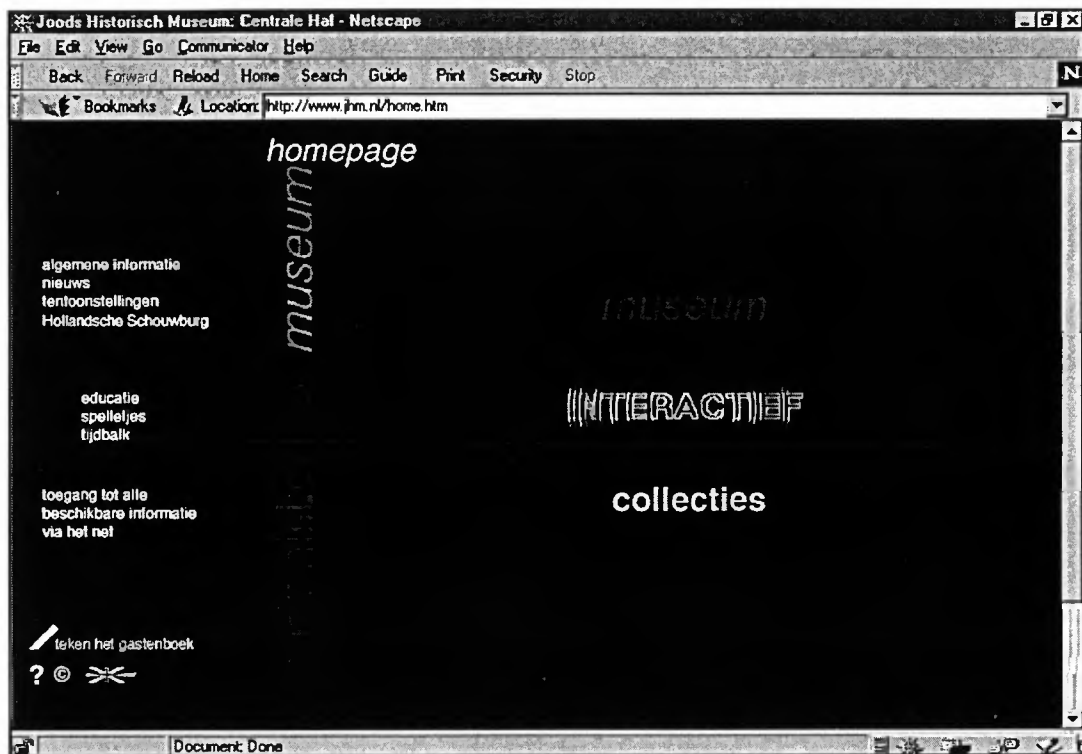 Joods Historisch Museum: Centrale Hal - Netscape
File Edit View Go Communicator Help
Back Forward Reload Home Search Guide Print Security Stop
N
Bookmarks Location: http://www.jhm.nl/home.htm
homepage
museum
algemene informatie
nieuws
tentoonstellingen
Hollandsche Schouwburg
museum
educatie
spelletjes
tijdbalk
INTERACTIEF
toegang tot alle
beschikbare informatie
via het net
collecties
teken het gastenboek
? ©
Document: Done